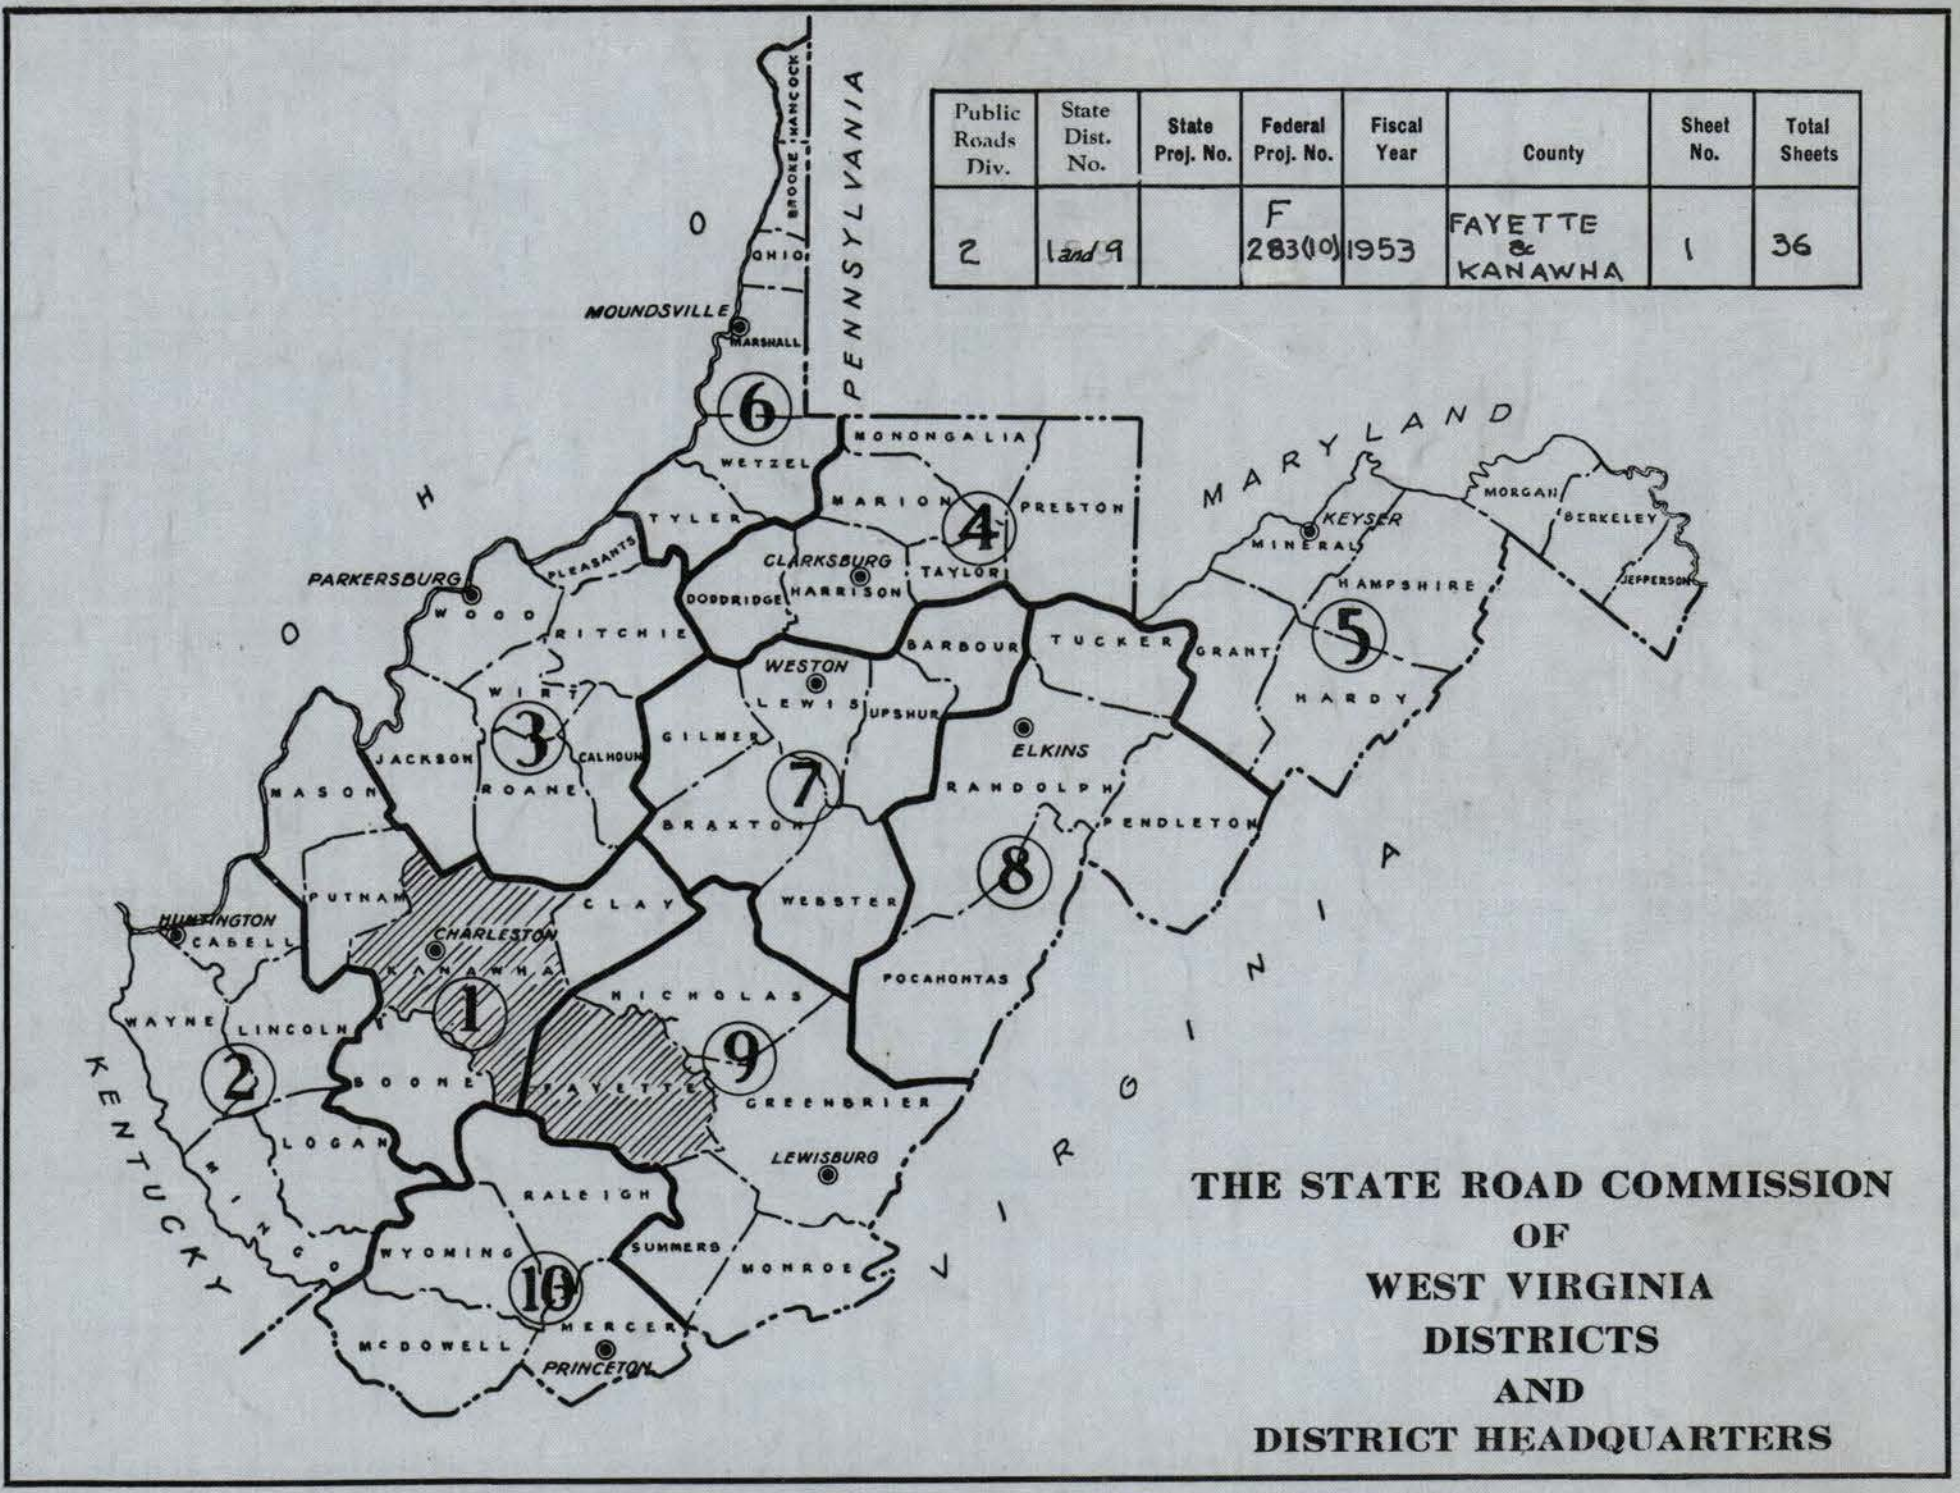 Public Roads Div.
State Dist. No.
State Proj. No.
Federal Proj. No.
Fiscal Year
County
Sheet No.
Total Sheets
2
1 and 9
F 283(10)
1953
FAYETTE & KANAWHA
1
36
PENNSYLVANIA
HANCOCK
BROOKE
OHIO
MOUNDSVILLE
MARSHALL
6
WETZEL
TYLER
OHIO
MONONGALIA
MARION
4
PRESTON
CLARKSBURG
HARRISON
TAYLOR
DODDRIDGE
MARYLAND
KEYSER
MINERAL
MORGAN
BERKELEY
JEFFERSON
HAMPSHIRE
5
GRANT
HARDY
PARKERSBURG
PLEASANTS
WOOD
RITCHIE
WIRT
3
JACKSON
CALHOUN
ROANE
BARBOUR
TUCKER
WESTON
LEWIS
UPSHUR
GILMER
7
BRAXTON
WEBSTER
ELKINS
RANDOLPH
PENDLETON
8
POCAHONTAS
MASON
PUTNAM
CLAY
CHARLESTON
KANAWHA
1
BOONE
HUNTINGTON
CABELL
WAYNE
LINCOLN
2
LOGAN
MINGO
KENTUCKY
NICHOLAS
9
FAYETTE
GREENBRIER
LEWISBURG
SUMMERS
MONROE
RALEIGH
WYOMING
10
MERCER
MCDOWELL
PRINCETON
VIRGINIA
THE STATE ROAD COMMISSION
OF
WEST VIRGINIA
DISTRICTS
AND
DISTRICT HEADQUARTERS